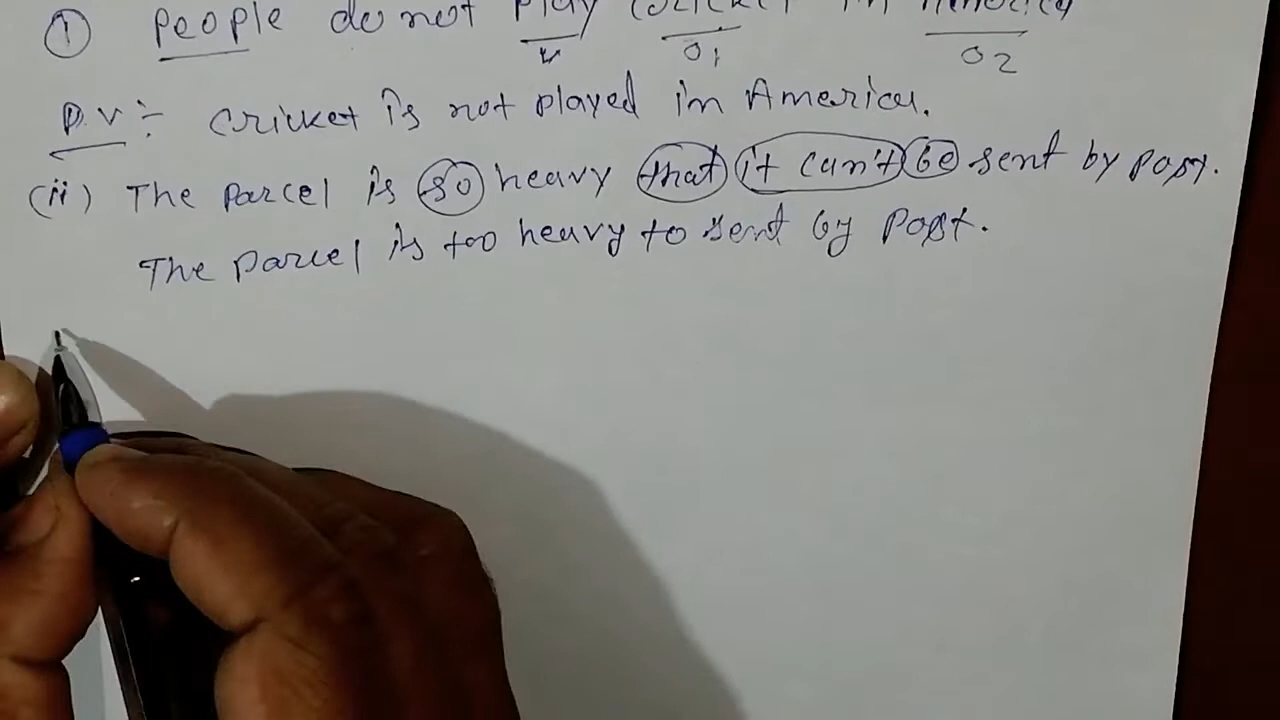 ① People do not play cricket in America
v O1 O2
P.V:- Cricket is not played in America.
(ii) The parcel is so heavy that it can't be sent by post.
The parcel is too heavy to sent by Post.